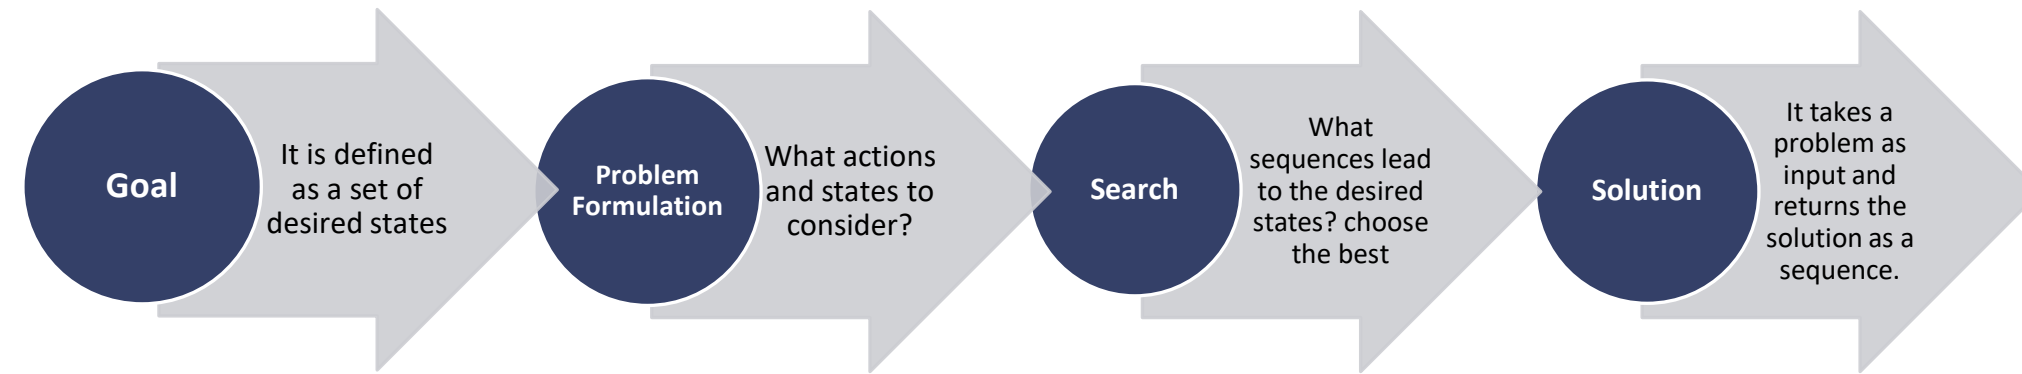 Goal
It is defined
as a set of
desired states
Problem
Formulation
What actions
and states to
consider?
Search
What
sequences lead
to the desired
states? choose
the best
Solution
It takes a
problem as
input and
returns the
solution as a
sequence.